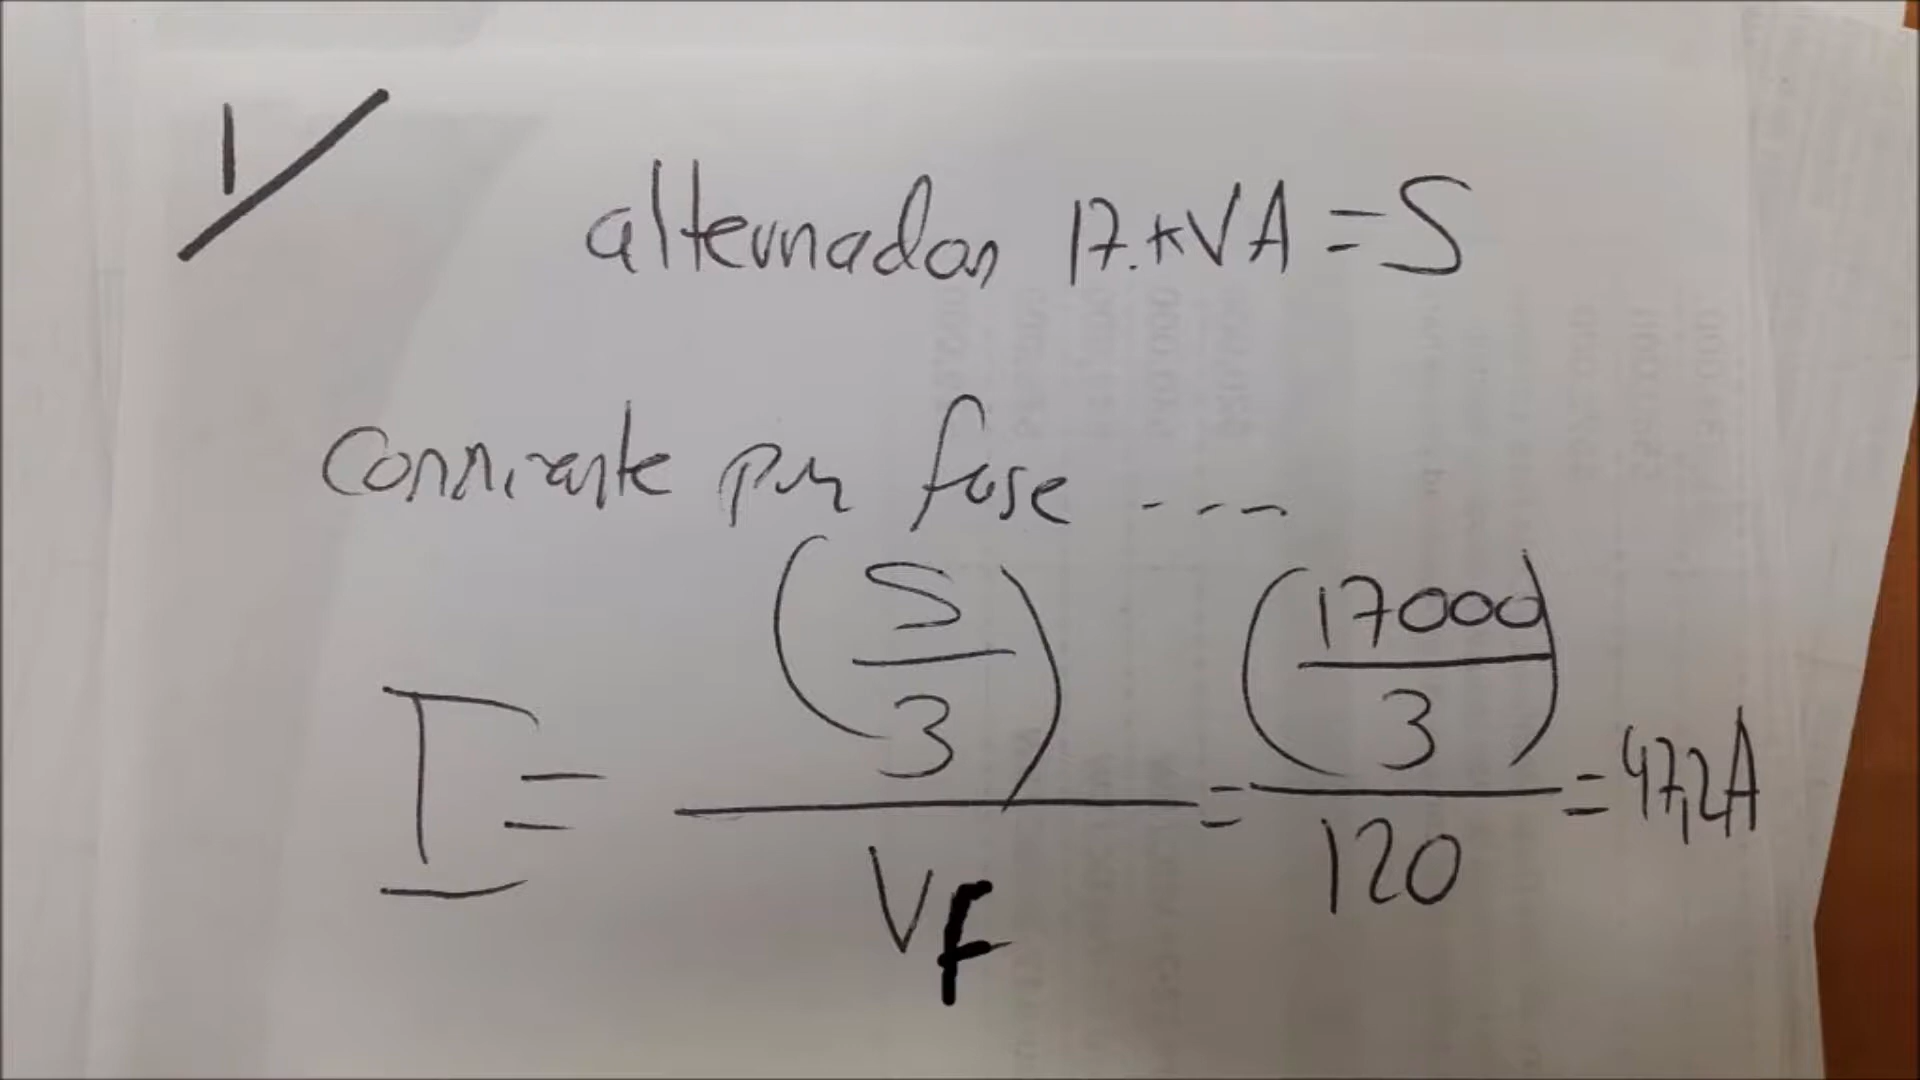 1/
alternador 17.kVA = S
corriente por fase ----
I = (S/3)/VF = (17000/3)/120 = 47,2A